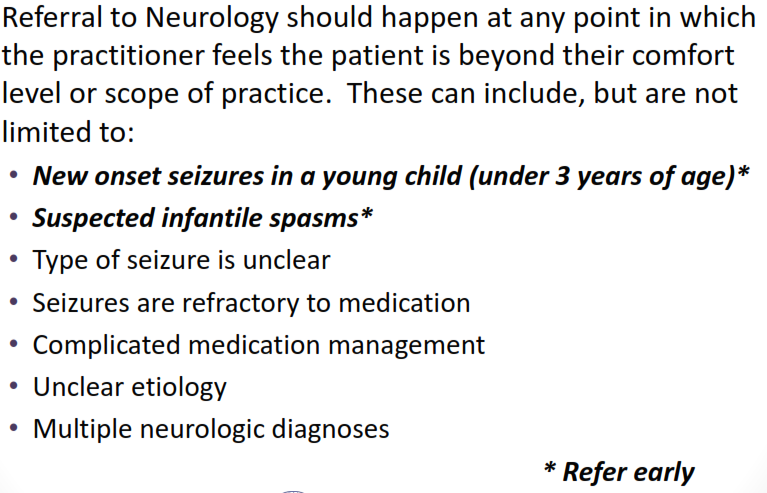 Referral to Neurology should happen at any point in which
the practitioner feels the patient is beyond their comfort
level or scope of practice.  These can include, but are not
limited to:
• New onset seizures in a young child (under 3 years of age)*
• Suspected infantile spasms*
• Type of seizure is unclear
• Seizures are refractory to medication
• Complicated medication management
• Unclear etiology
• Multiple neurologic diagnoses
* Refer early